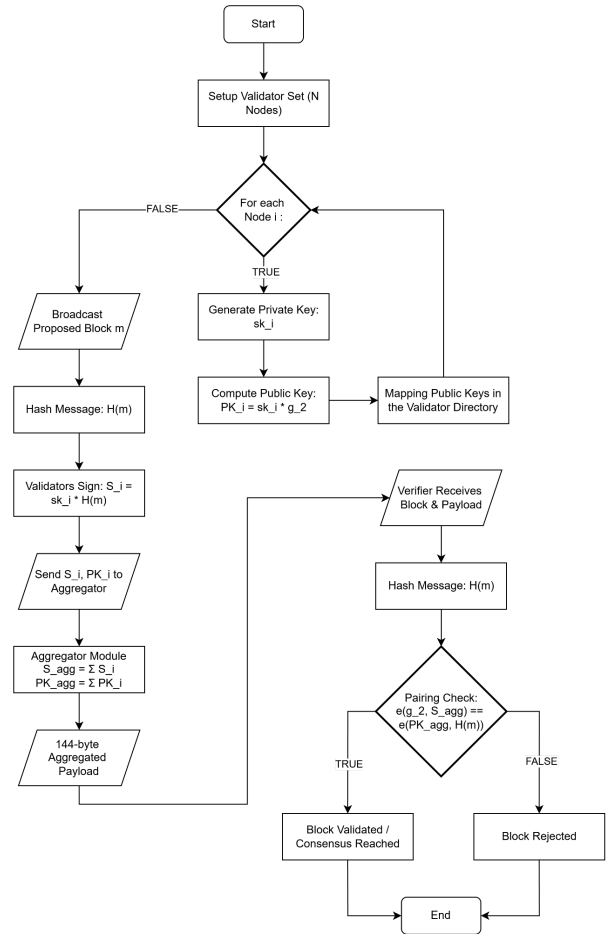 Start
Setup Validator Set (N
Nodes)
For each
Node i :
FALSE
TRUE
Broadcast
Proposed Block m
Generate Private Key:
sk_i
Hash Message: H(m)
Compute Public Key:
PK_i = sk_i * g_2
Mapping Public Keys in
the Validator Directory
Validators Sign: S_i =
sk_i * H(m)
Send S_i, PK_i to
Aggregator
Aggregator Module
S_agg = Σ S_i
PK_agg = Σ PK_i
144-byte
Aggregated
Payload
Verifier Receives
Block & Payload
Hash Message: H(m)
Pairing Check:
e(g_2, S_agg) ==
e(PK_agg, H(m))
TRUE
FALSE
Block Validated /
Consensus Reached
Block Rejected
End